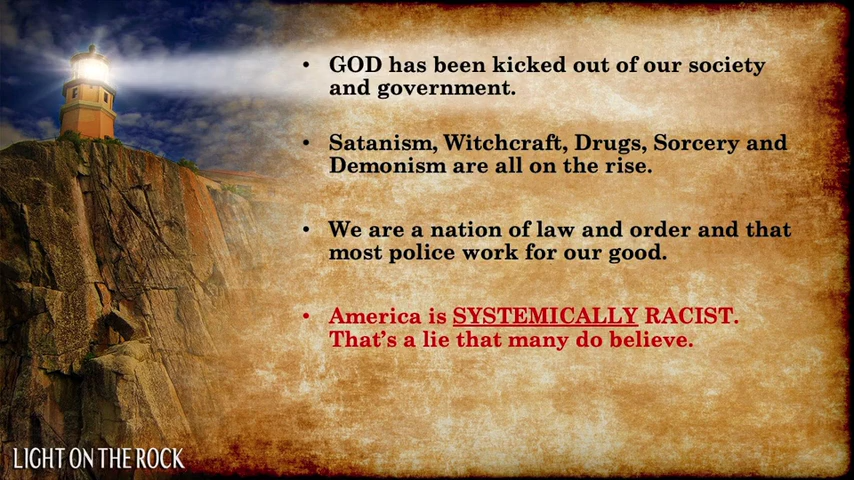 • GOD has been kicked out of our society
and government.
• Satanism, Witchcraft, Drugs, Sorcery and
Demonism are all on the rise.
• We are a nation of law and order and that
most police work for our good.
• America is SYSTEMICALLY RACIST.
That's a lie that many do believe.
LIGHT ON THE ROCK